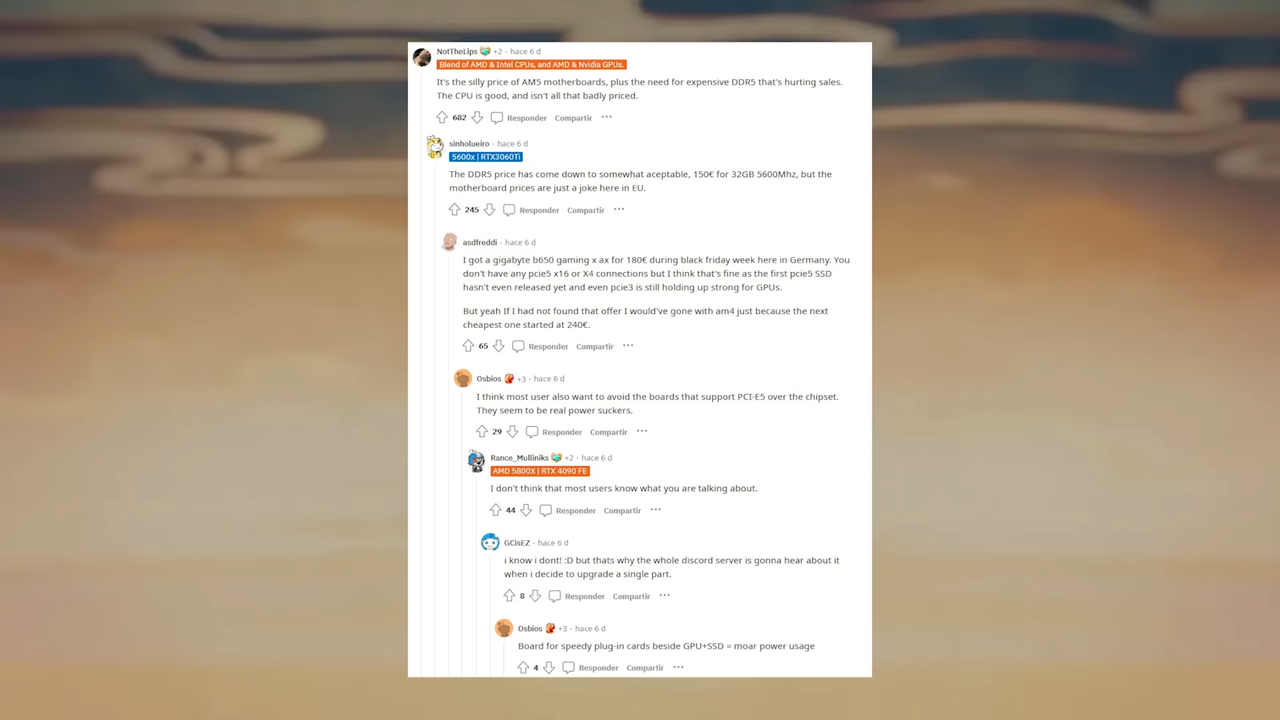 NotTheLips +2 · hace 6 d
Blend of AMD & Intel CPUs, and AMD & Nvidia GPUs.
It's the silly price of AM5 motherboards, plus the need for expensive DDR5 that's hurting sales.
The CPU is good, and isn't all that badly priced.
682 Responder Compartir ···
sinholueiro · hace 6 d
5600x | RTX3060Ti
The DDR5 price has come down to somewhat aceptable, 150€ for 32GB 5600Mhz, but the
motherboard prices are just a joke here in EU.
245 Responder Compartir ···
asdfreddi · hace 6 d
I got a gigabyte b650 gaming x ax for 180€ during black friday week here in Germany. You
don't have any pcie5 x16 or X4 connections but I think that's fine as the first pcie5 SSD
hasn't even released yet and even pcie3 is still holding up strong for GPUs.
But yeah If I had not found that offer I would've gone with am4 just because the next
cheapest one started at 240€.
65 Responder Compartir ···
Osbios +3 · hace 6 d
I think most user also want to avoid the boards that support PCI-E5 over the chipset.
They seem to be real power suckers.
29 Responder Compartir ···
Rance_Mulliniks +2 · hace 6 d
AMD 5800X | RTX 4090 FE
I don't think that most users know what you are talking about.
44 Responder Compartir ···
GCisEZ · hace 6 d
i know i dont! :D but thats why the whole discord server is gonna hear about it
when i decide to upgrade a single part.
8 Responder Compartir ···
Osbios +3 · hace 6 d
Board for speedy plug-in cards beside GPU+SSD = moar power usage
4 Responder Compartir ···